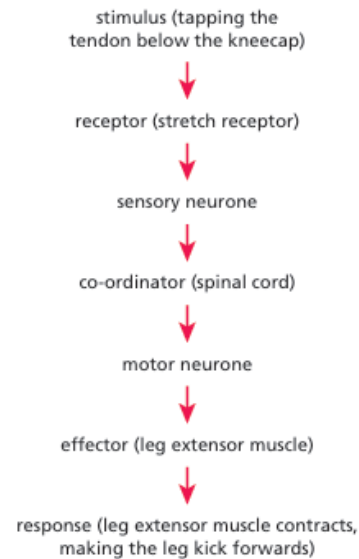 stimulus (tapping the
tendon below the kneecap)
receptor (stretch receptor)
sensory neurone
co-ordinator (spinal cord)
motor neurone
effector (leg extensor muscle)
response (leg extensor muscle contracts,
making the leg kick forwards)